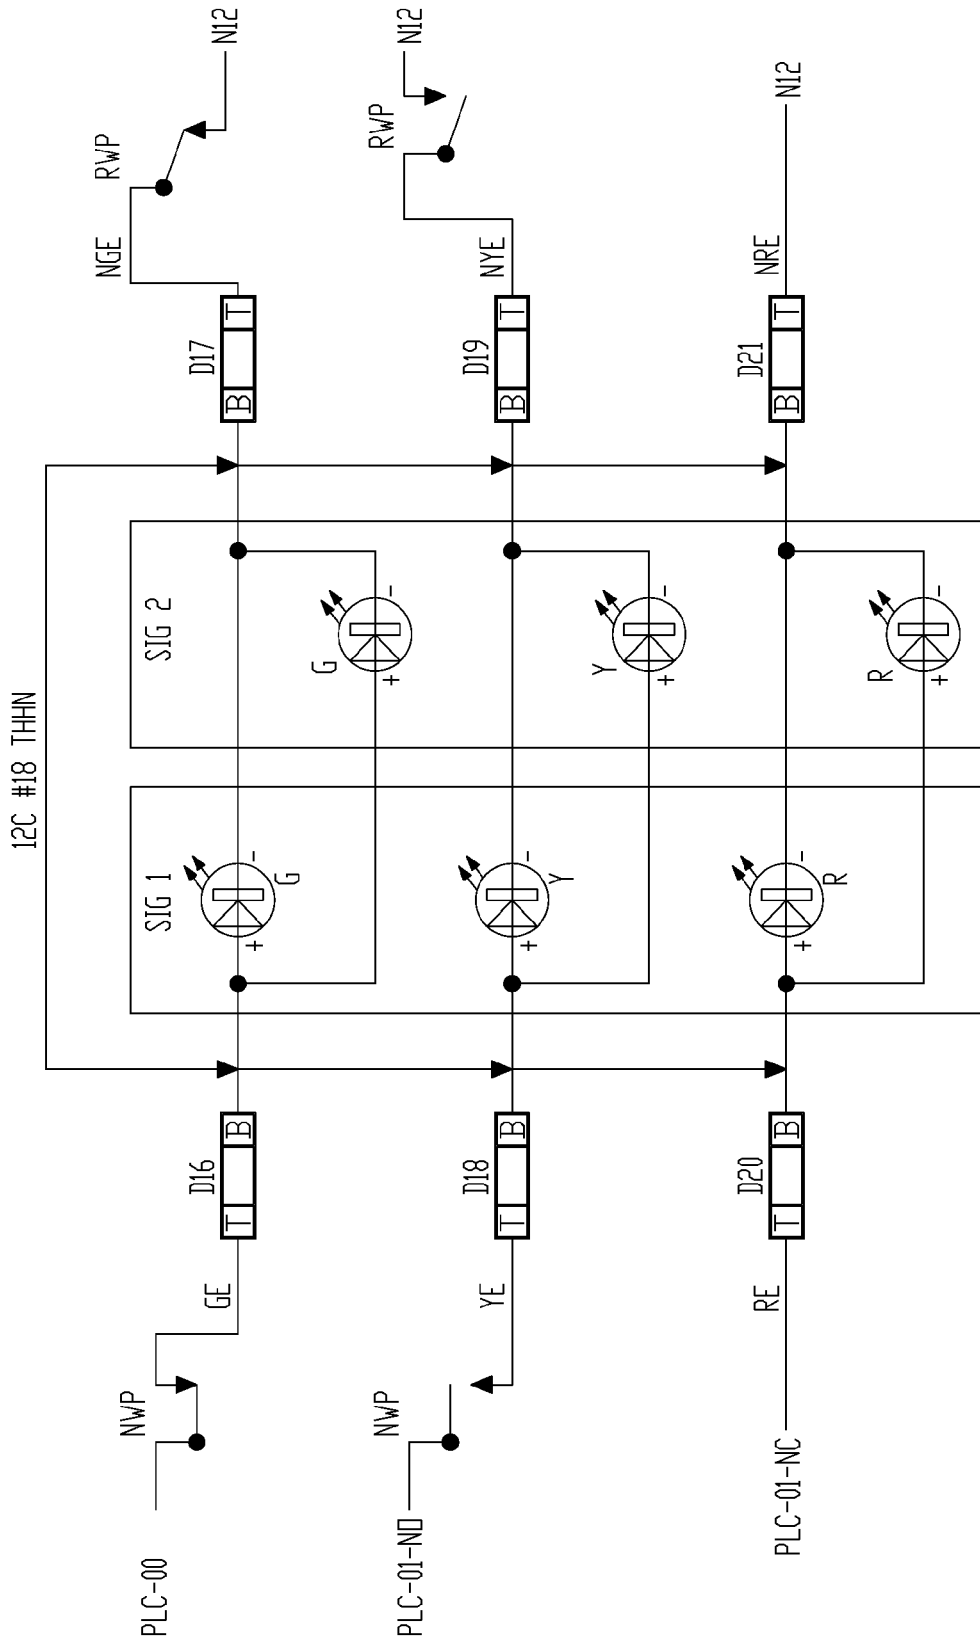 12C #18 THHN
SIG 1
SIG 2
PLC-00
NWP
GE
T
D16
B
+
-
G
G
+
-
B
D17
T
NGE
RWP
N12
PLC-01-NO
NWP
YE
T
D18
B
+
-
Y
Y
+
-
B
D19
T
NYE
RWP
N12
PLC-01-NC
RE
T
D20
B
+
-
R
R
+
-
B
D21
T
NRE
N12